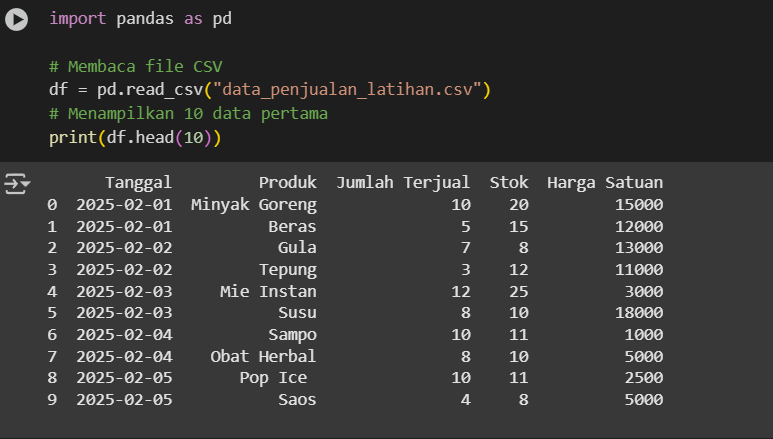 import pandas as pd
# Membaca file CSV
df = pd.read_csv("data_penjualan_latihan.csv")
# Menampilkan 10 data pertama
print(df.head(10))
Tanggal Produk Jumlah Terjual Stok Harga Satuan
0 2025-02-01 Minyak Goreng 10 20 15000
1 2025-02-01 Beras 5 15 12000
2 2025-02-02 Gula 7 8 13000
3 2025-02-02 Tepung 3 12 11000
4 2025-02-03 Mie Instan 12 25 3000
5 2025-02-03 Susu 8 10 18000
6 2025-02-04 Sampo 10 11 1000
7 2025-02-04 Obat Herbal 8 10 5000
8 2025-02-05 Pop Ice 10 11 2500
9 2025-02-05 Saos 4 8 5000